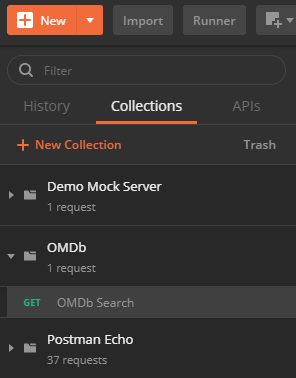 New Import Runner
Filter
History Collections APIs
+ New Collection Trash
Demo Mock Server
1 request
OMDb
1 request
GET OMDb Search
Postman Echo
37 requests